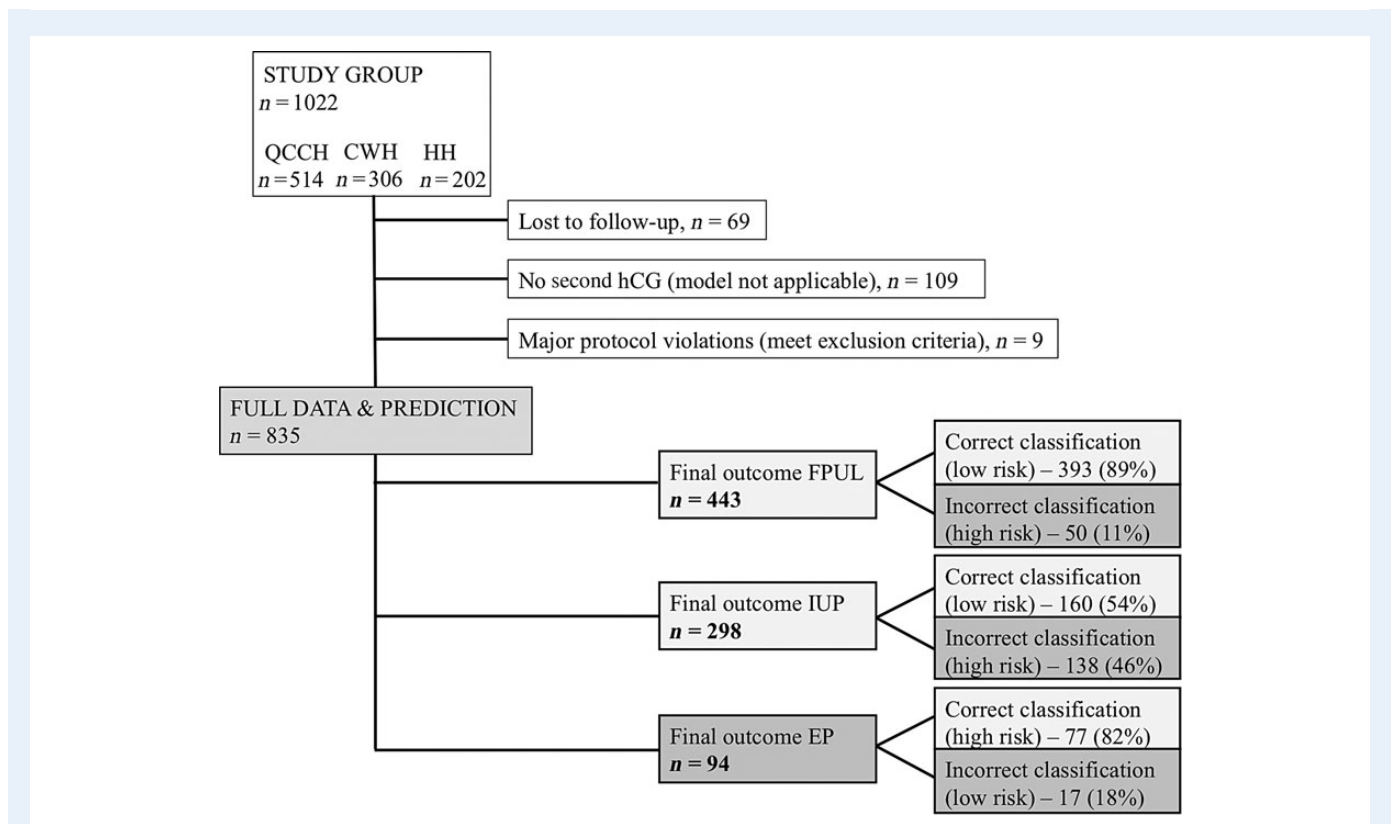 STUDY GROUP
n = 1022
QCCH CWH HH
n=514 n=306 n=202
Lost to follow-up, n = 69
No second hCG (model not applicable), n = 109
Major protocol violations (meet exclusion criteria), n = 9
FULL DATA & PREDICTION
n = 835
Final outcome FPUL
n = 443
Correct classification
(low risk) – 393 (89%)
Incorrect classification
(high risk) – 50 (11%)
Final outcome IUP
n = 298
Correct classification
(low risk) – 160 (54%)
Incorrect classification
(high risk) – 138 (46%)
Final outcome EP
n = 94
Correct classification
(high risk) – 77 (82%)
Incorrect classification
(low risk) – 17 (18%)